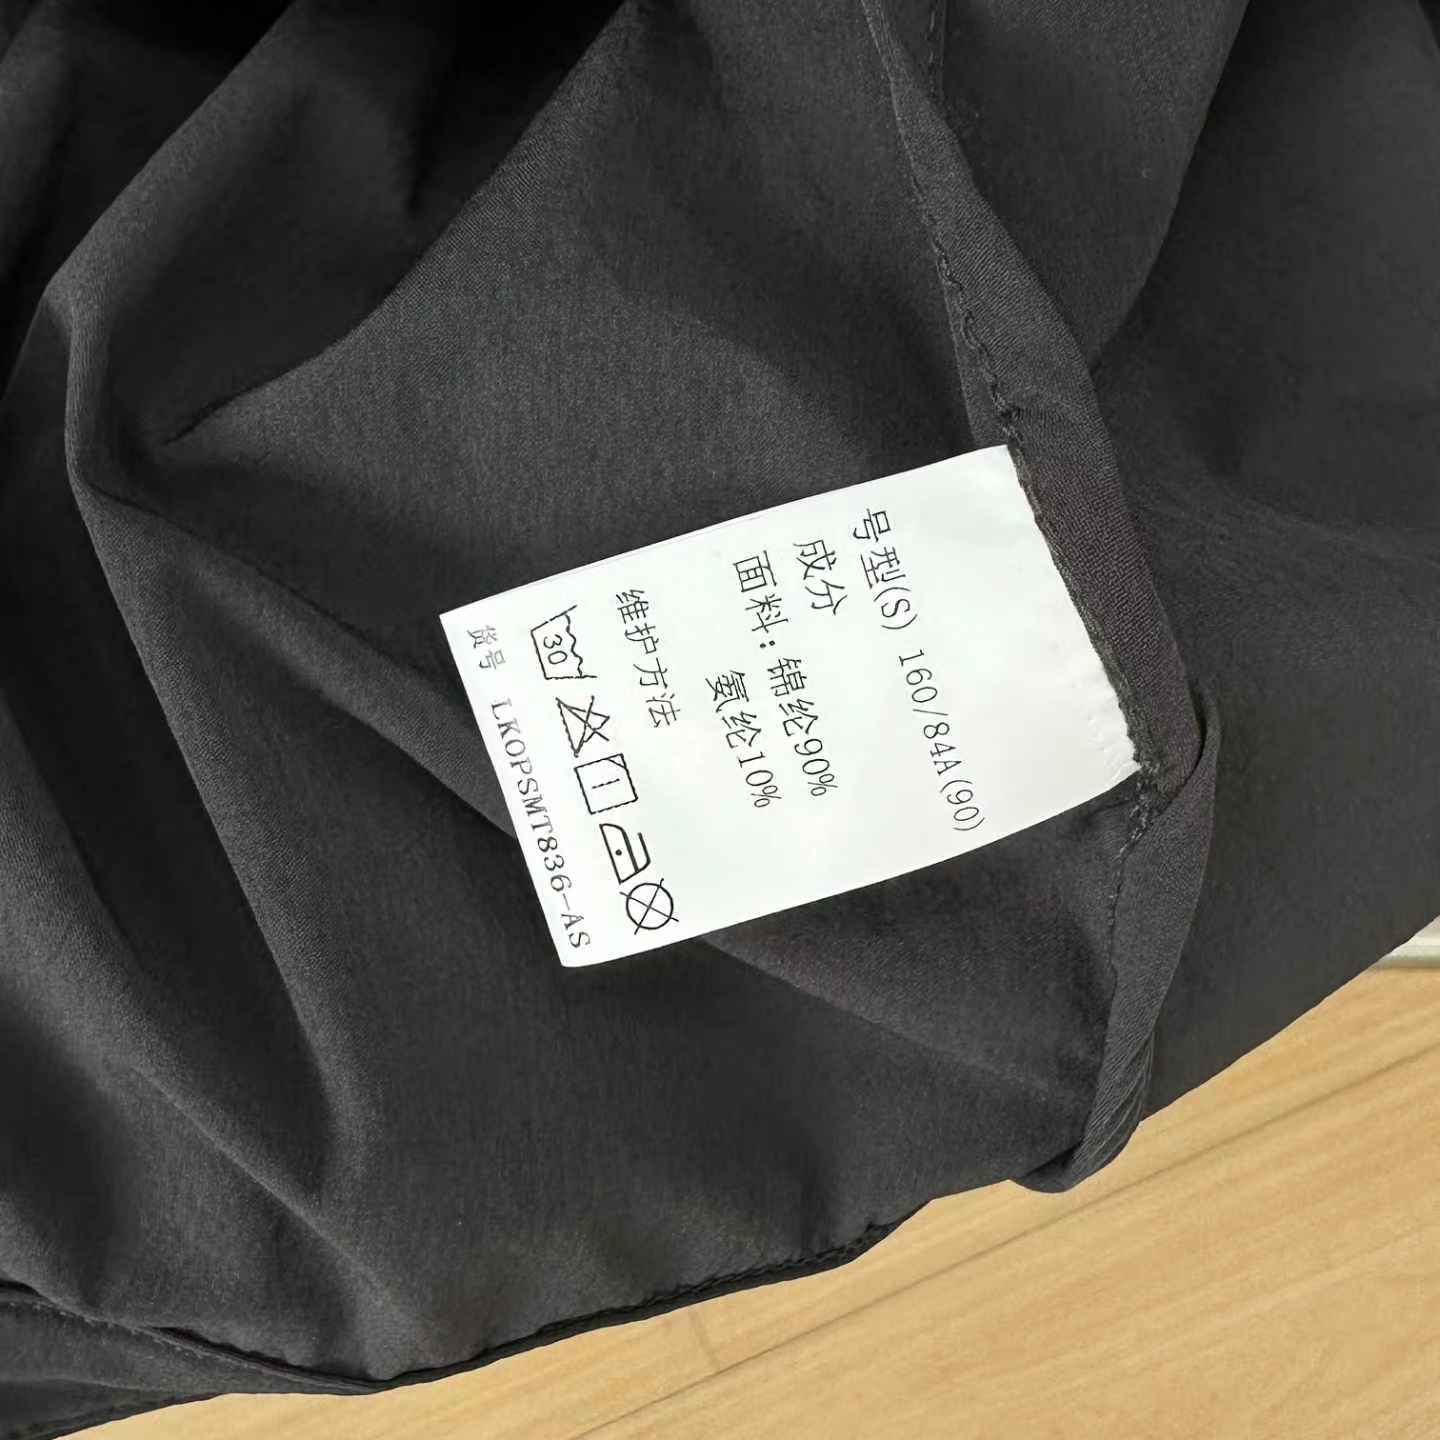 号型(S) 160/84A(90)
成分
面料:锦纶90%
氨纶10%
维护方法
30
货号 LKOPSMT836-AS